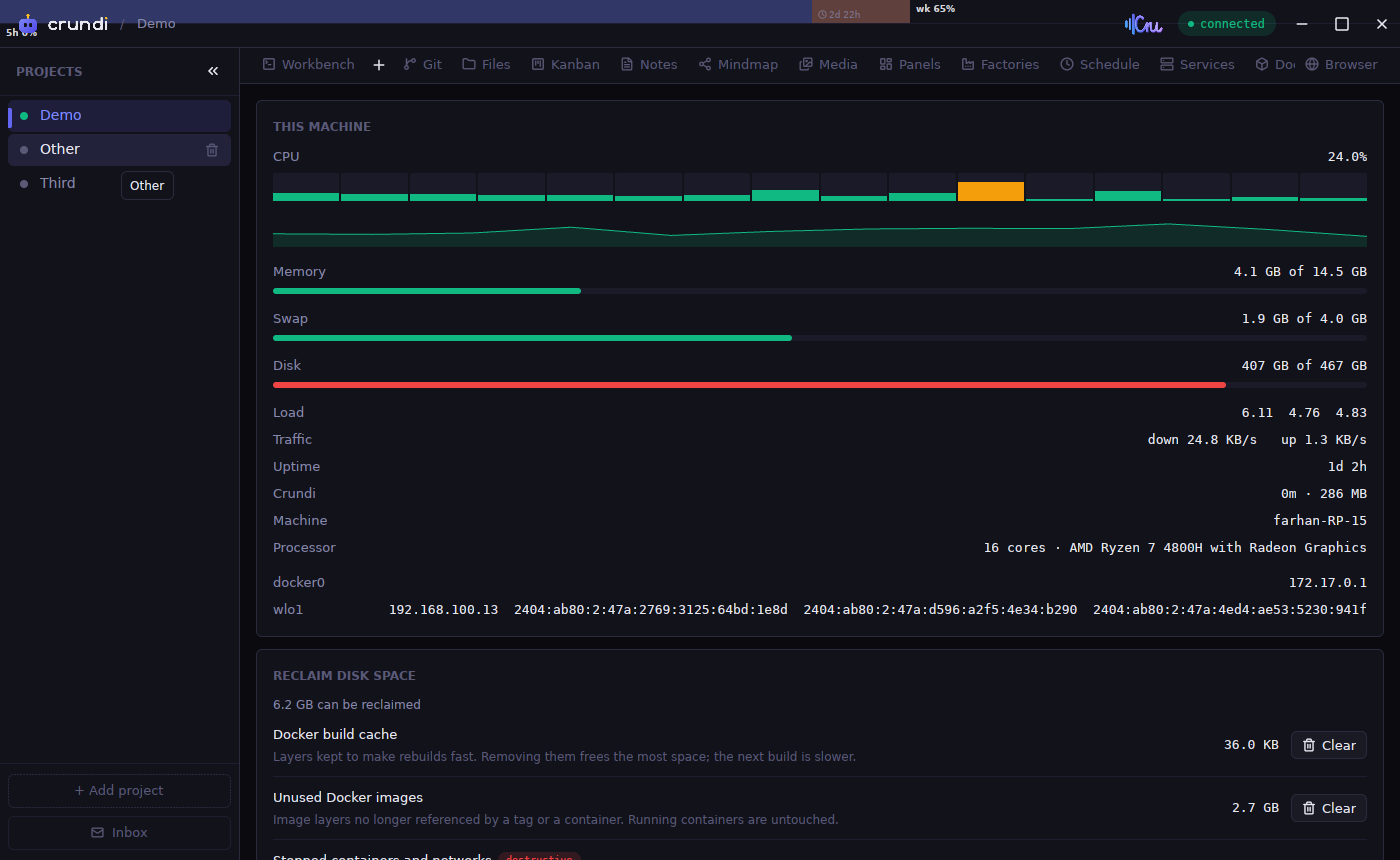 2d 22h
wk 65%
5h 0%
crundi / Demo
Cru
connected
PROJECTS
Workbench
Git
Files
Kanban
Notes
Mindmap
Media
Panels
Factories
Schedule
Services
Doc
Browser
Demo
Other
Third
Other
+ Add project
Inbox
THIS MACHINE
CPU 24.0%
Memory 4.1 GB of 14.5 GB
Swap 1.9 GB of 4.0 GB
Disk 407 GB of 467 GB
Load 6.11 4.76 4.83
Traffic down 24.8 KB/s up 1.3 KB/s
Uptime 1d 2h
Crundi 0m · 286 MB
Machine farhan-RP-15
Processor 16 cores · AMD Ryzen 7 4800H with Radeon Graphics
docker0 172.17.0.1
wlo1 192.168.100.13 2404:ab80:2:47a:2769:3125:64bd:1e8d 2404:ab80:2:47a:d596:a2f5:4e34:b290 2404:ab80:2:47a:4ed4:ae53:5230:941f
RECLAIM DISK SPACE
6.2 GB can be reclaimed
Docker build cache
Layers kept to make rebuilds fast. Removing them frees the most space; the next build is slower.
36.0 KB Clear
Unused Docker images
Image layers no longer referenced by a tag or a container. Running containers are untouched.
2.7 GB Clear
Stopped containers and networks destructive